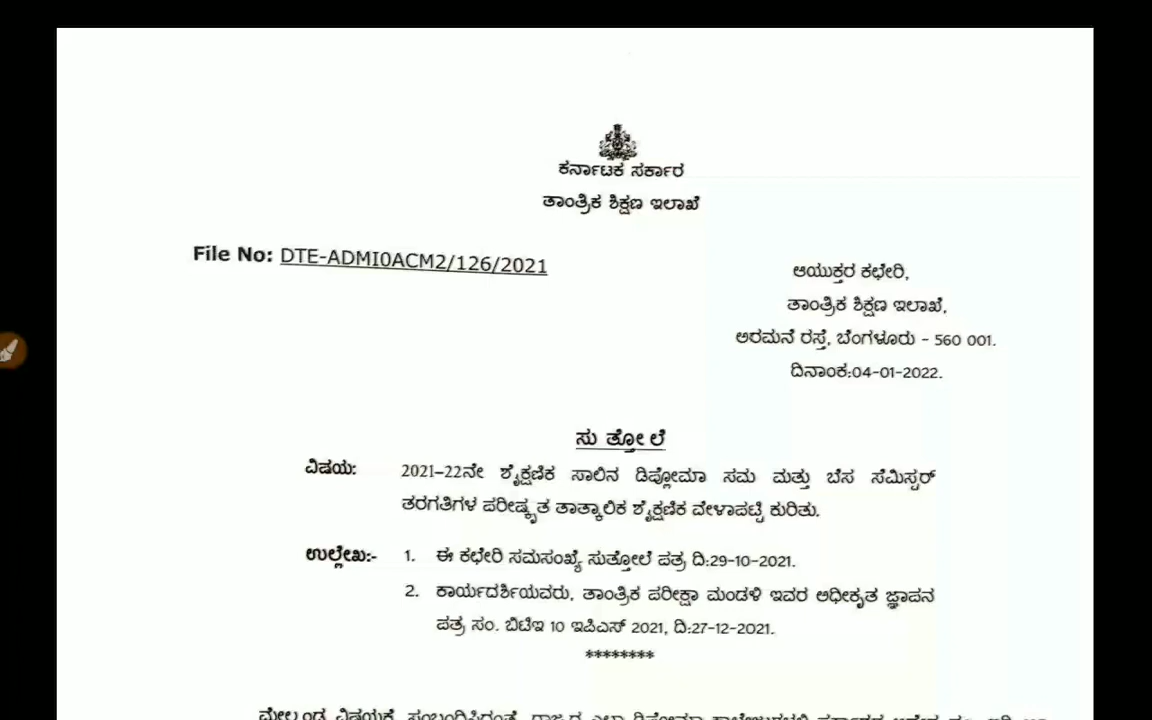 ಕರ್ನಾಟಕ ಸರ್ಕಾರ
ತಾಂತ್ರಿಕ ಶಿಕ್ಷಣ ಇಲಾಖೆ
File No: DTE-ADMI0ACM2/126/2021
ಆಯುಕ್ತರ ಕಛೇರಿ,
ತಾಂತ್ರಿಕ ಶಿಕ್ಷಣ ಇಲಾಖೆ,
ಅರಮನೆ ರಸ್ತೆ, ಬೆಂಗಳೂರು - 560 001.
ದಿನಾಂಕ:04-01-2022.
ಸುತ್ತೋಲೆ
ವಿಷಯ: 2021-22ನೇ ಶೈಕ್ಷಣಿಕ ಸಾಲಿನ ಡಿಪ್ಲೋಮಾ ಸಮ ಮತ್ತು ಬೆಸ ಸೆಮಿಸ್ಟರ್
ತರಗತಿಗಳ ಪರೀಷ್ಕೃತ ತಾತ್ಕಾಲಿಕ ಶೈಕ್ಷಣಿಕ ವೇಳಾಪಟ್ಟಿ ಕುರಿತು.
ಉಲ್ಲೇಖ:- 1. ಈ ಕಛೇರಿ ಸಮಸಂಖ್ಯೆ ಸುತ್ತೋಲೆ ಪತ್ರ ದಿ:29-10-2021.
2. ಕಾರ್ಯದರ್ಶಿಯವರು, ತಾಂತ್ರಿಕ ಪರೀಕ್ಷಾ ಮಂಡಳಿ ಇವರ ಅಧೀಕೃತ ಜ್ಞಾಪನ
ಪತ್ರ ಸಂ. ಬಿಟಿಇ 10 ಇಪಿಎಸ್ 2021, ದಿ:27-12-2021.
********